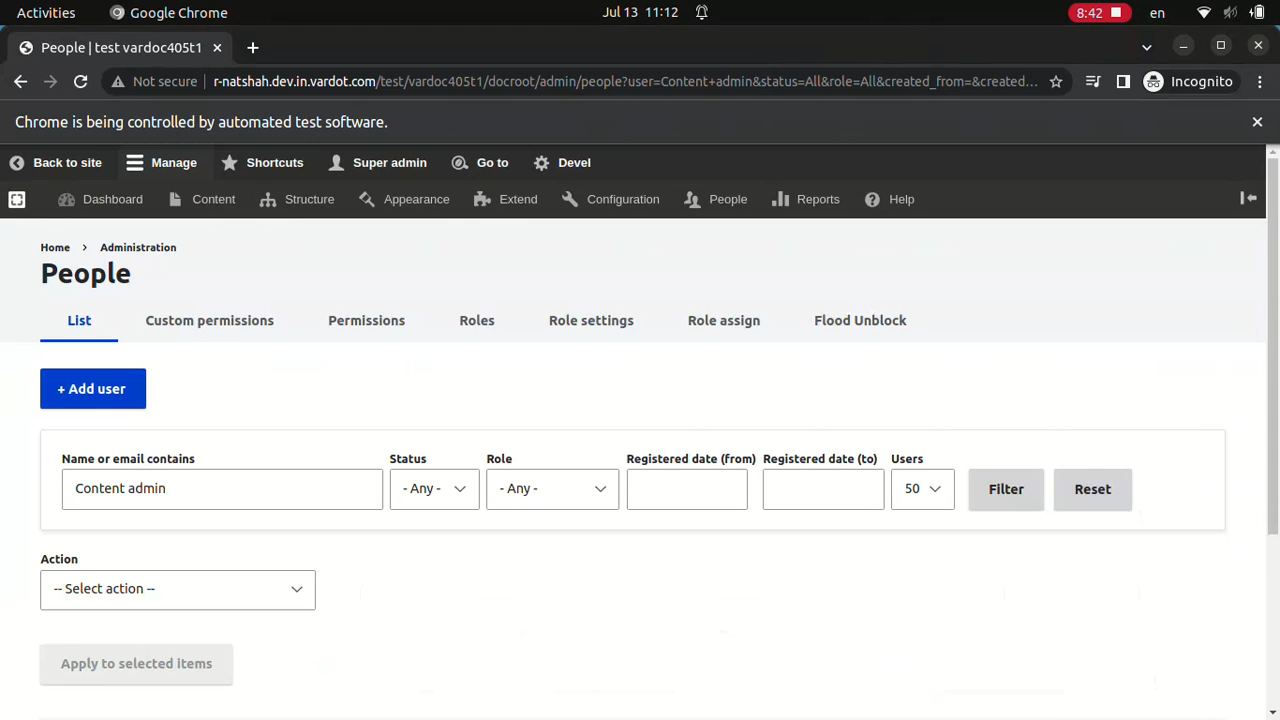 Activities Google Chrome Jul 13 11:12 8:42 en
People | test vardoc405t1
Not secure r-natshah.dev.in.vardot.com/test/vardoc405t1/docroot/admin/people?user=Content+admin&status=All&role=All&created_from=&created... Incognito
Chrome is being controlled by automated test software.
Back to site Manage Shortcuts Super admin Go to Devel
Dashboard Content Structure Appearance Extend Configuration People Reports Help
Home › Administration
People
List Custom permissions Permissions Roles Role settings Role assign Flood Unblock
+ Add user
Name or email contains Status Role Registered date (from) Registered date (to) Users
Content admin - Any - - Any - 50 Filter Reset
Action
-- Select action --
Apply to selected items